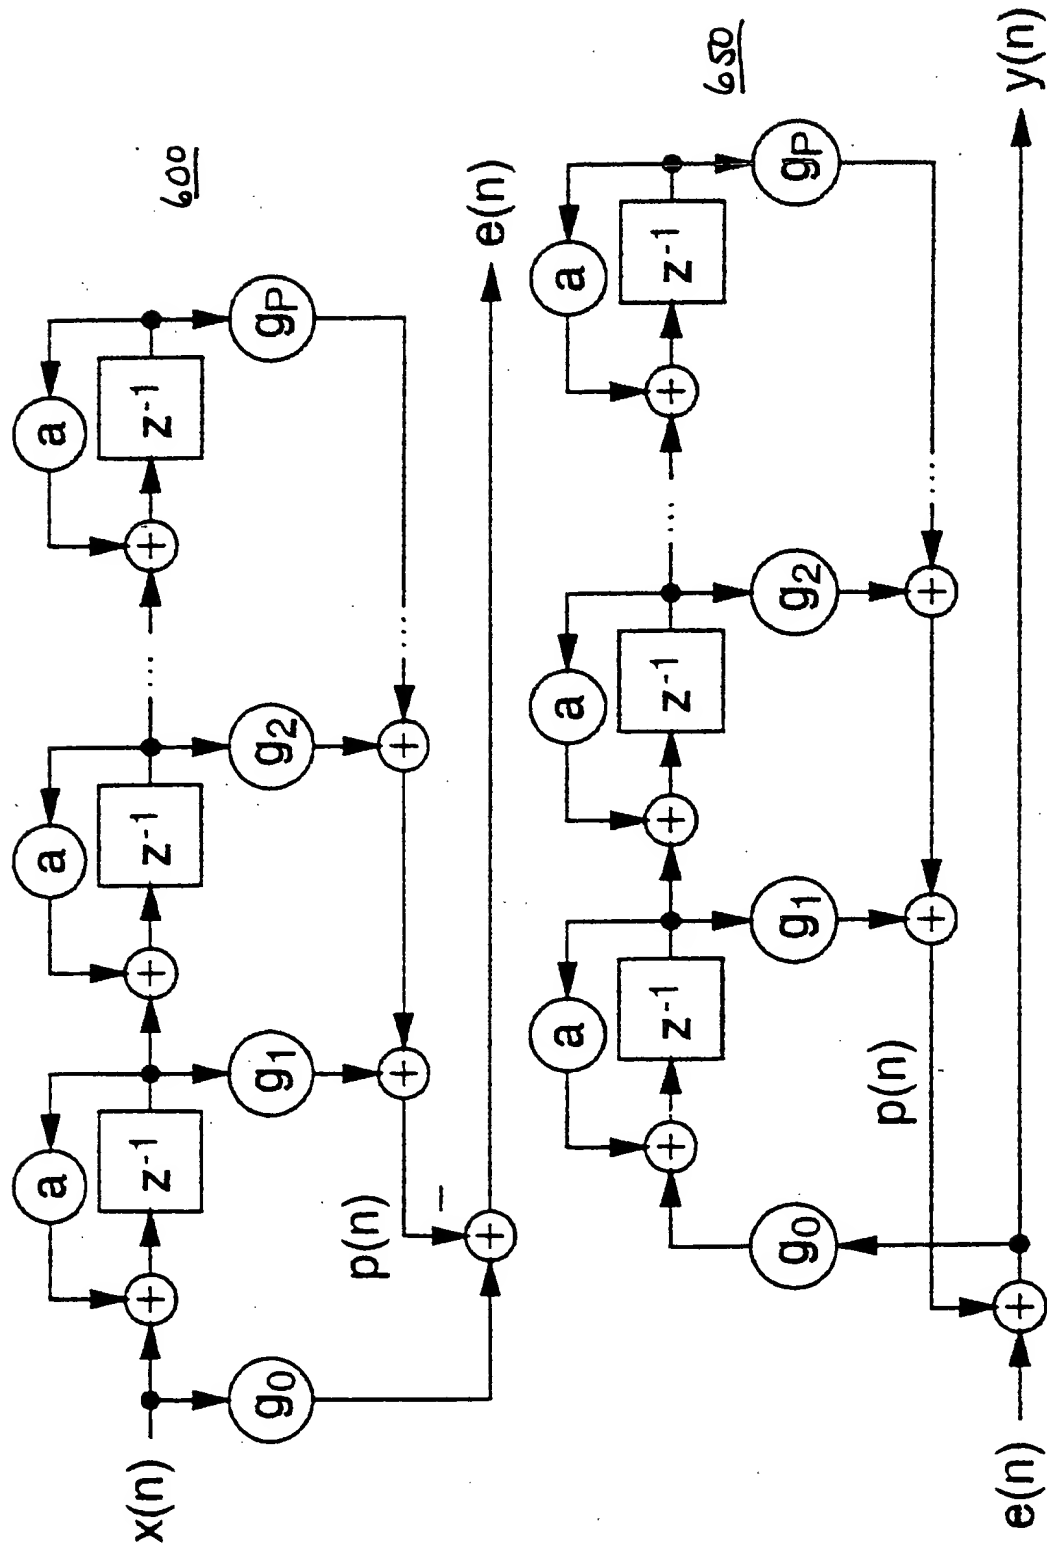 600
a
a
a
z-1
z-1
z-1
x(n)
+
+
...
+
g0
g1
g2
gP
p(n)
+
+
...
−
+
e(n)
650
a
a
a
z-1
z-1
z-1
+
+
...
+
g0
g1
g2
gP
p(n)
+
+
...
e(n)
+
y(n)